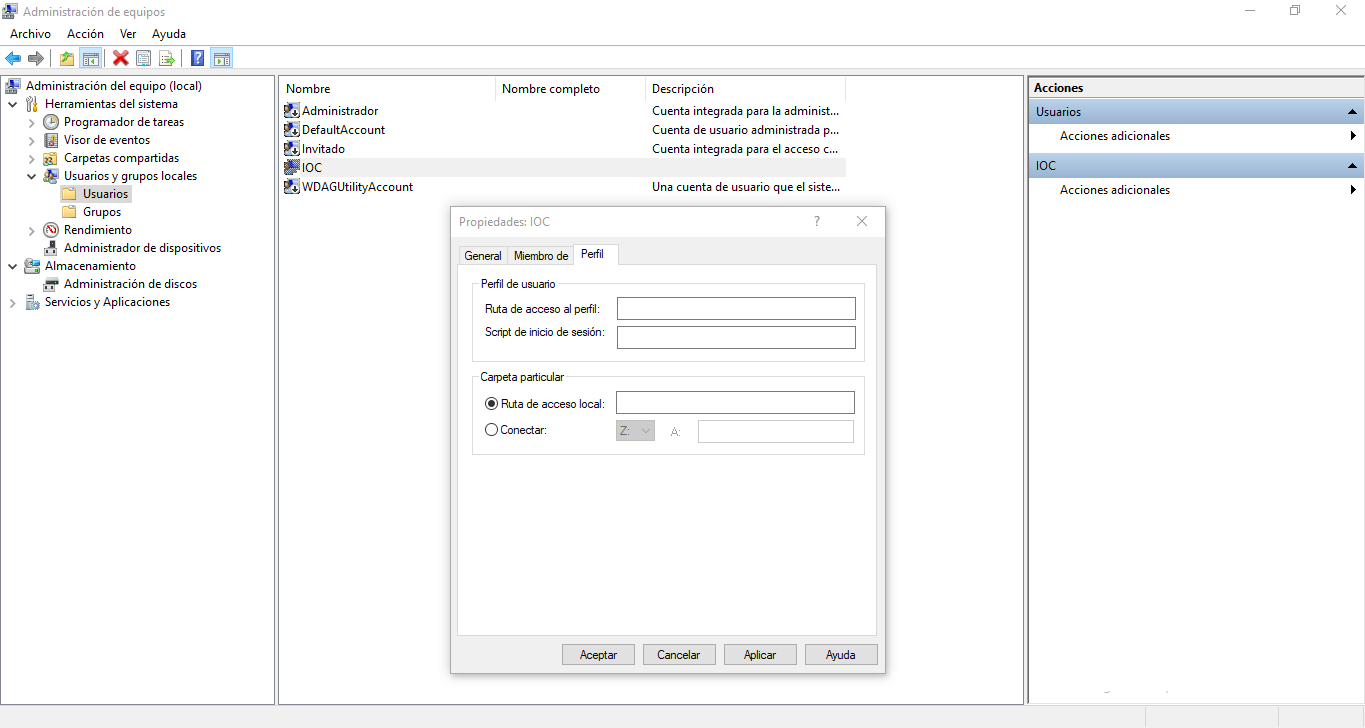 Administración de equipos
Archivo Acción Ver Ayuda
Administración del equipo (local)
Herramientas del sistema
Programador de tareas
Visor de eventos
Carpetas compartidas
Usuarios y grupos locales
Usuarios
Grupos
Rendimiento
Administrador de dispositivos
Almacenamiento
Administración de discos
Servicios y Aplicaciones
Nombre Nombre completo Descripción
Administrador Cuenta integrada para la administ...
DefaultAccount Cuenta de usuario administrada p...
Invitado Cuenta integrada para el acceso c...
IOC
WDAGUtilityAccount Una cuenta de usuario que el siste...
Acciones
Usuarios
Acciones adicionales
IOC
Acciones adicionales
Propiedades: IOC ?
General Miembro de Perfil
Perfil de usuario
Ruta de acceso al perfil:
Script de inicio de sesión:
Carpeta particular
Ruta de acceso local:
Conectar: Z: A:
Aceptar Cancelar Aplicar Ayuda